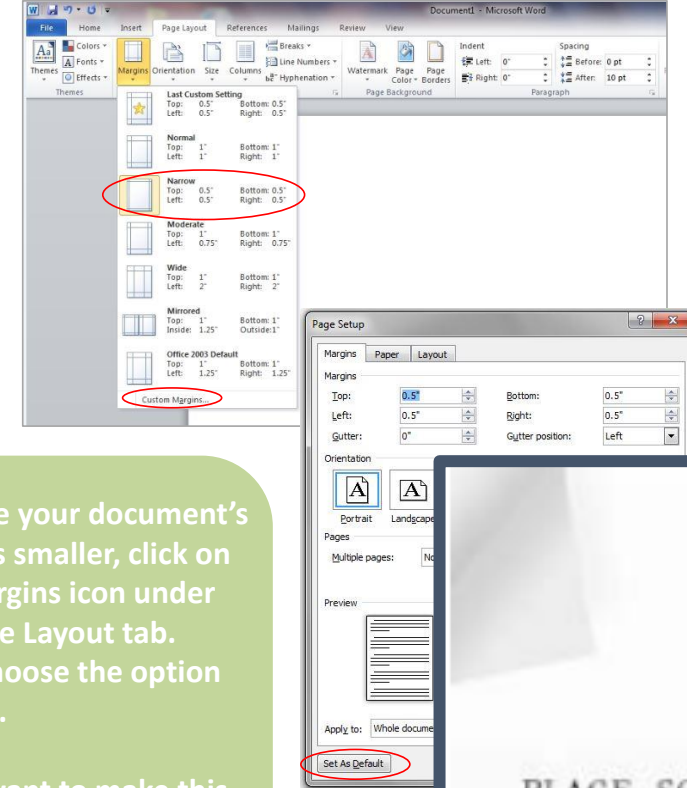 Document1 - Microsoft Word
File Home Insert Page Layout References Mailings Review View
Themes
Colors
Fonts
Effects
Themes
Margins Orientation Size Columns
Breaks
Line Numbers
Hyphenation
Watermark Page Color Page Borders
Page Background
Indent
Left: 0"
Right: 0"
Spacing
Before: 0 pt
After: 10 pt
Paragraph
Last Custom Setting
Top: 0.5" Bottom: 0.5"
Left: 0.5" Right: 0.5"
Normal
Top: 1" Bottom: 1"
Left: 1" Right: 1"
Narrow
Top: 0.5" Bottom: 0.5"
Left: 0.5" Right: 0.5"
Moderate
Top: 1" Bottom: 1"
Left: 0.75" Right: 0.75"
Wide
Top: 1" Bottom: 1"
Left: 2" Right: 2"
Mirrored
Top: 1" Bottom: 1"
Inside: 1.25" Outside: 1"
Office 2003 Default
Top: 1" Bottom: 1"
Left: 1.25" Right: 1.25"
Custom Margins...
Page Setup
Margins Paper Layout
Margins
Top: 0.5" Bottom: 0.5"
Left: 0.5" Right: 0.5"
Gutter: 0" Gutter position: Left
Orientation
Portrait Landscape
Pages
Multiple pages:
Preview
Apply to: Whole docume
Set As Default
your document's
smaller, click on
icon under
Layout tab.
the option
want to make this
PLACE